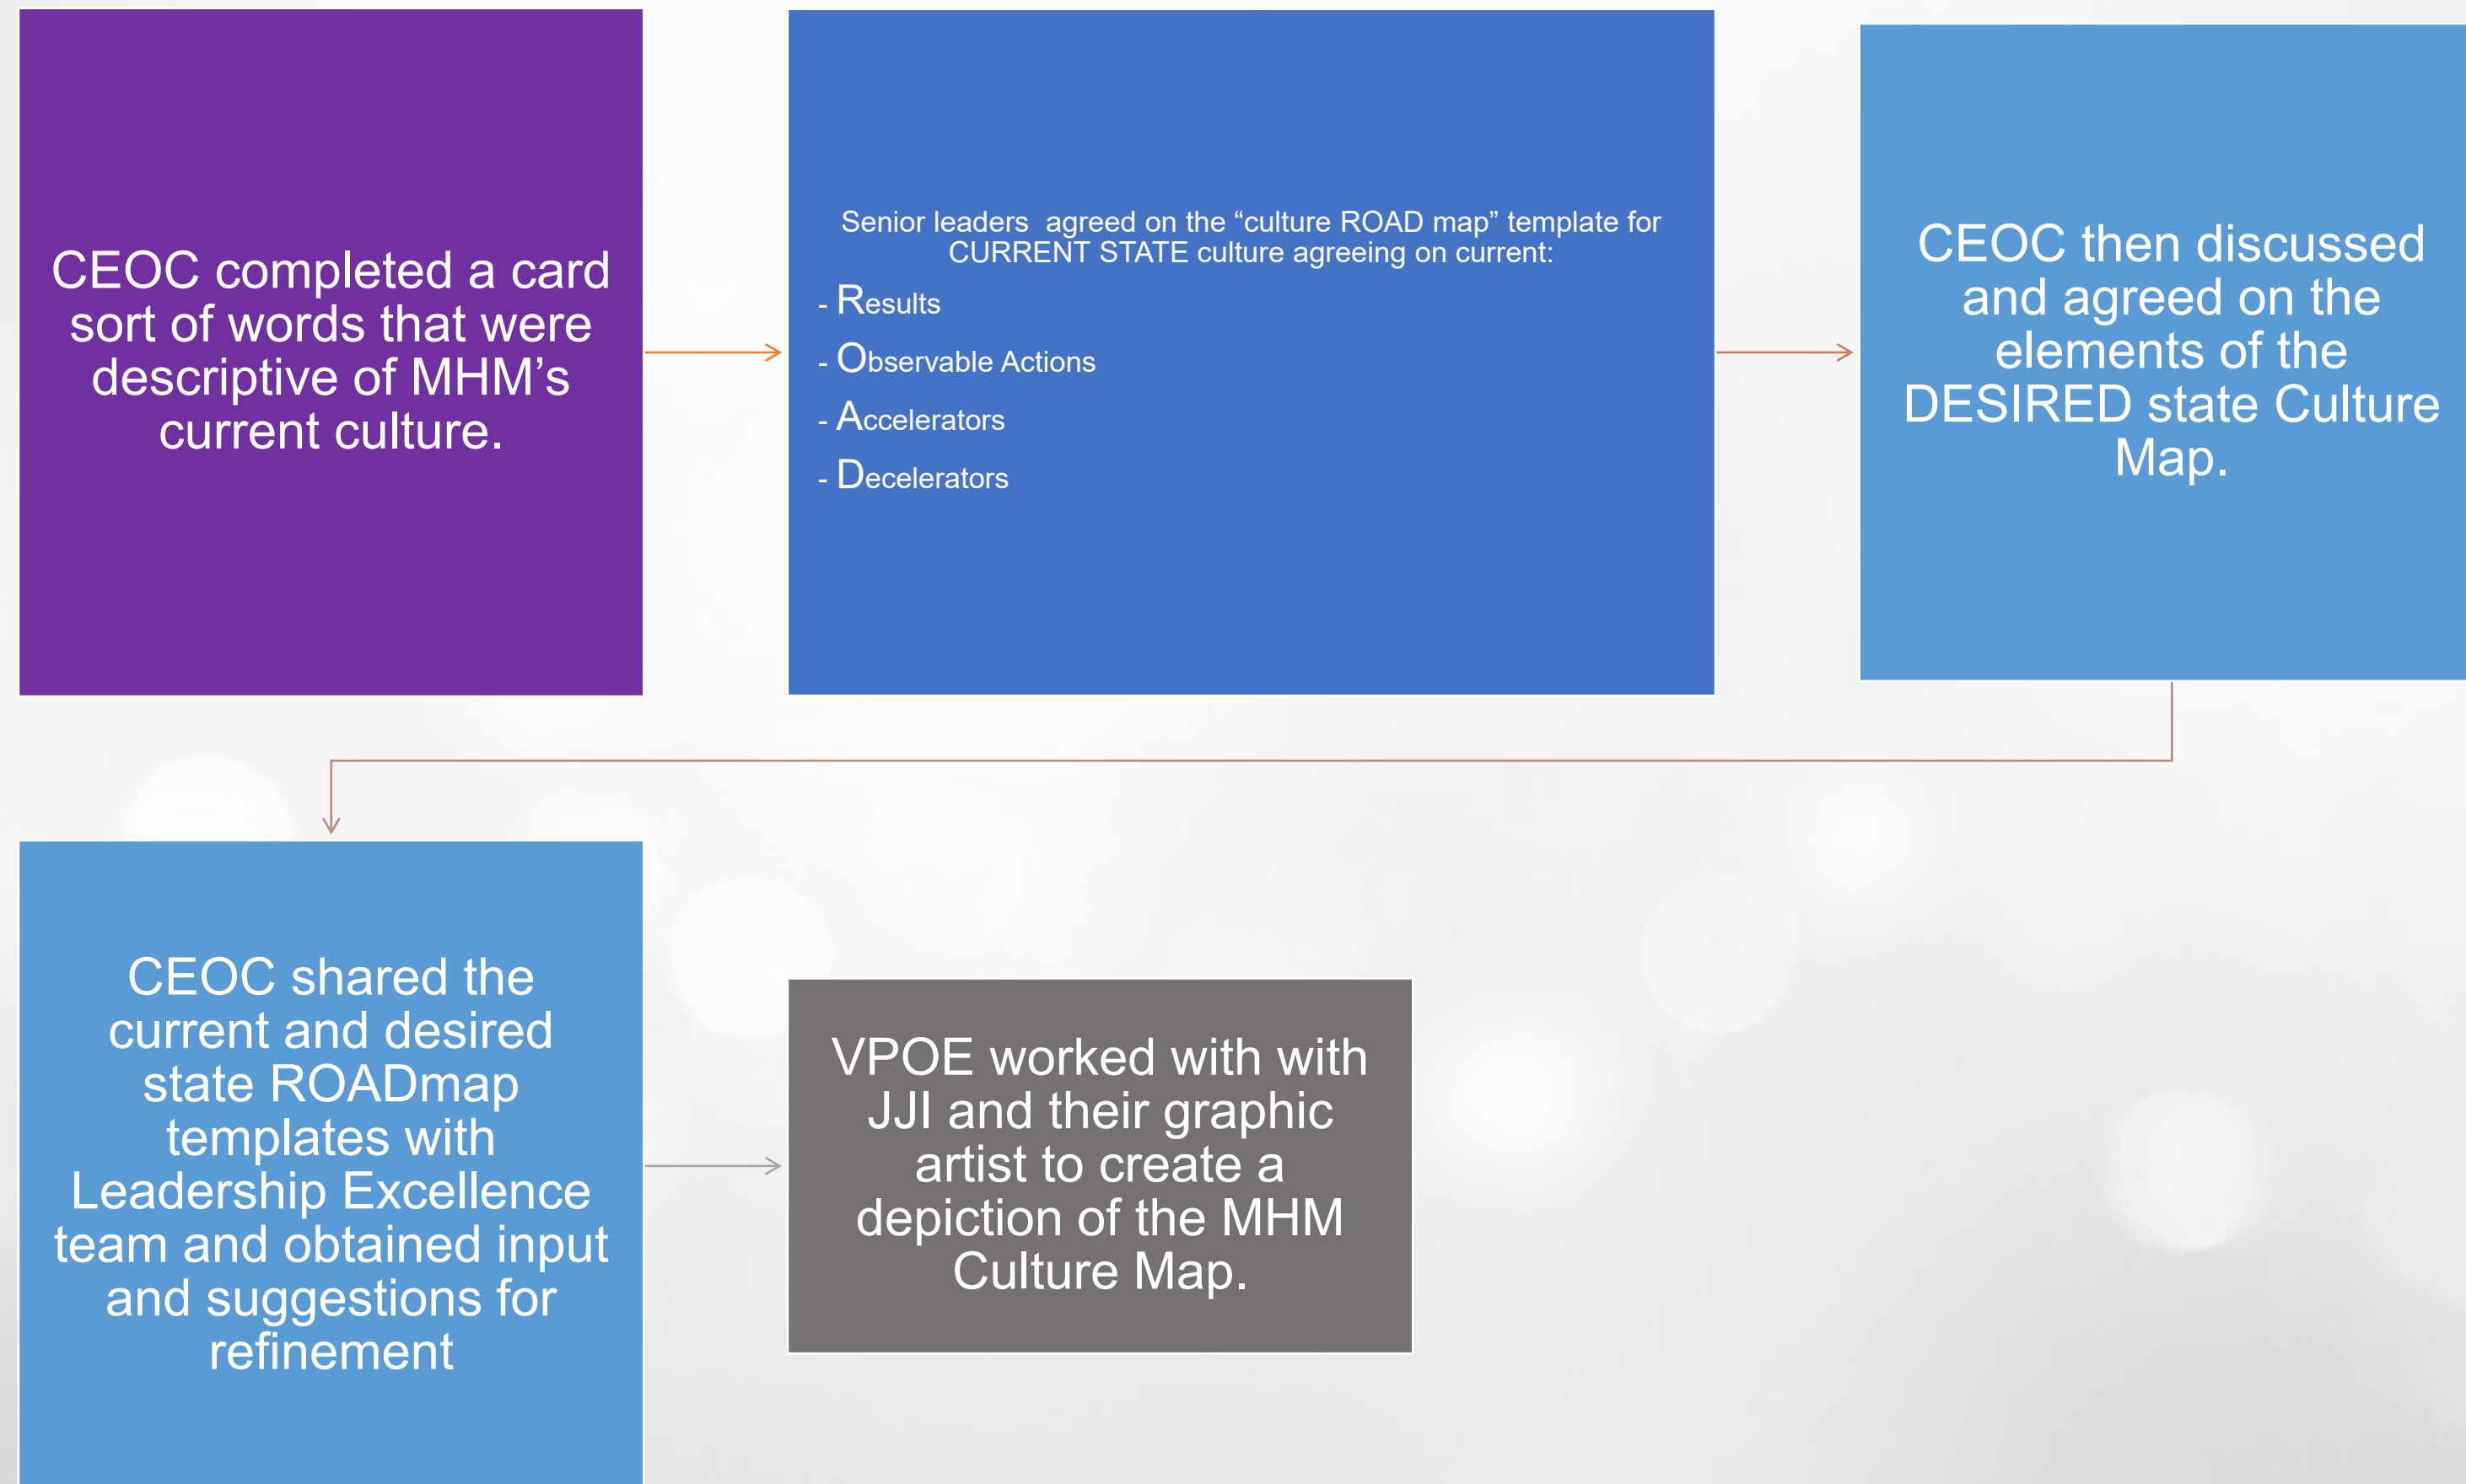 CEOC completed a card
sort of words that were
descriptive of MHM’s
current culture.
Senior leaders  agreed on the “culture ROAD map” template for
CURRENT STATE culture agreeing on current:
- Results
- Observable Actions
- Accelerators
- Decelerators
CEOC then discussed
and agreed on the
elements of the
DESIRED state Culture
Map.
CEOC shared the
current and desired
state ROADmap
templates with
Leadership Excellence
team and obtained input
and suggestions for
refinement
VPOE worked with with
JJI and their graphic
artist to create a
depiction of the MHM
Culture Map.